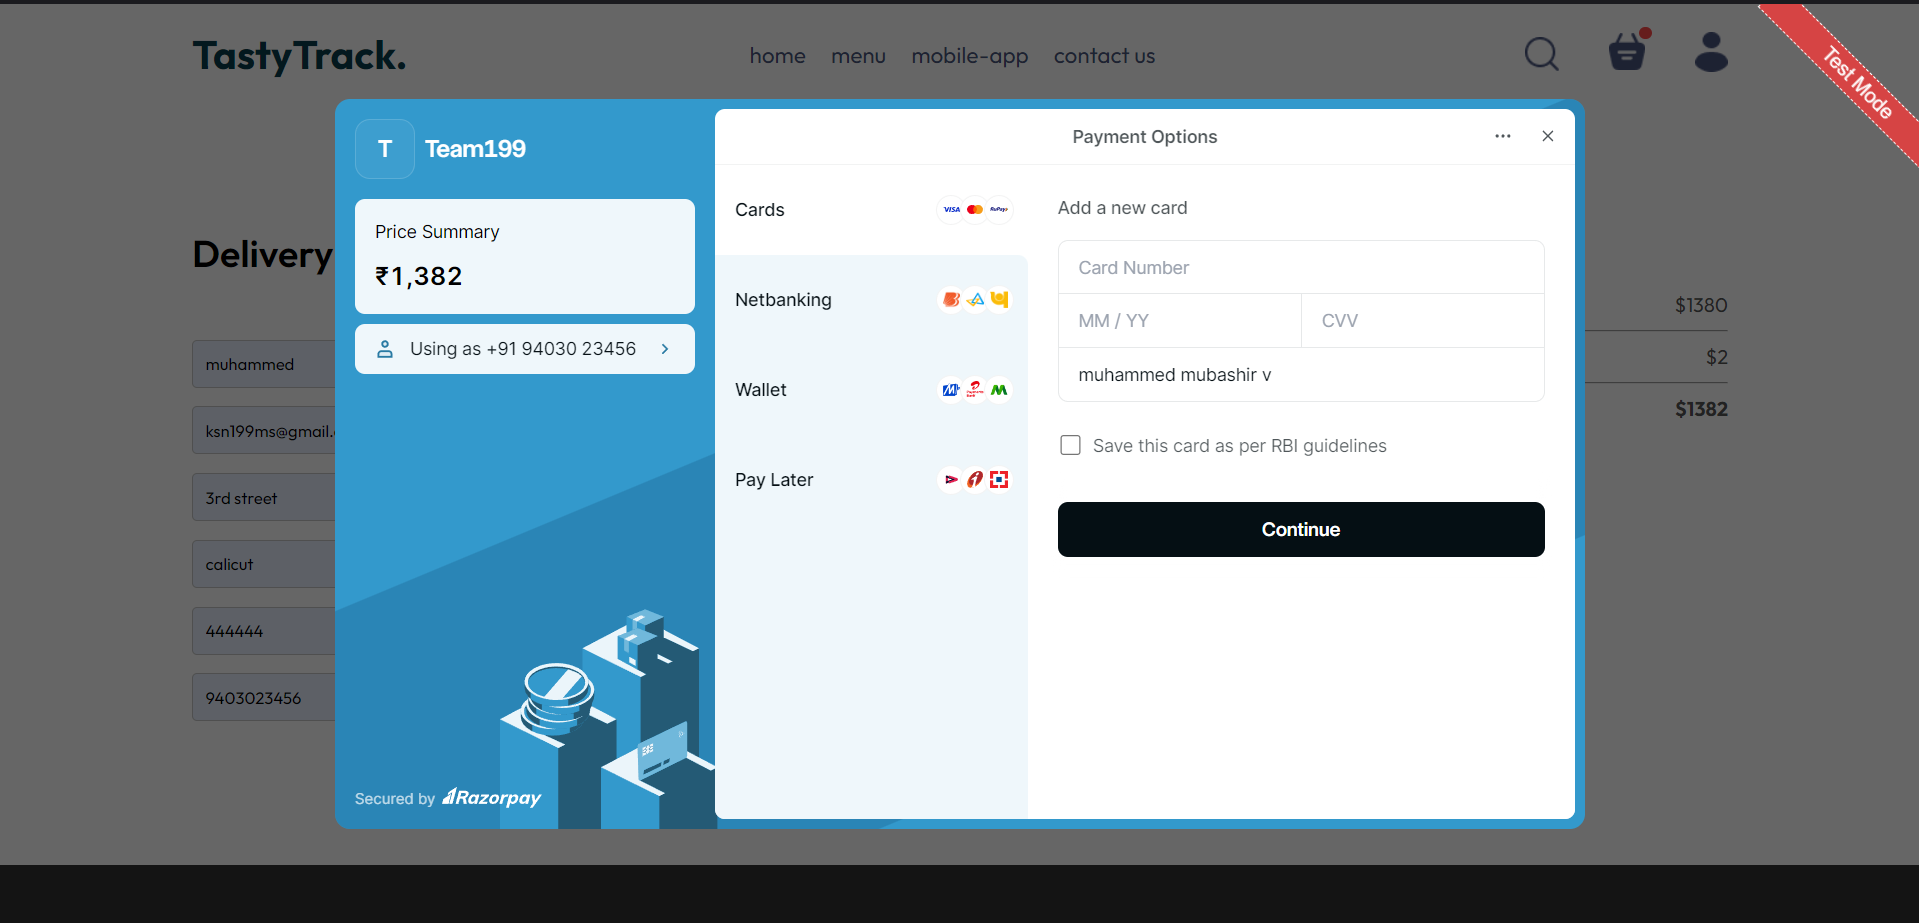 TastyTrack.
home menu mobile-app contact us
Test Mode
T Team199
Price Summary
₹1,382
Using as +91 94030 23456
Secured by Razorpay
Payment Options
Cards
VISA
RuPay
Netbanking
Wallet
Pay Later
Add a new card
Card Number
MM / YY
CVV
muhammed mubashir v
Save this card as per RBI guidelines
Continue
Delivery
muhammed
ksn199ms@gmail.
3rd street
calicut
444444
9403023456
$1380
$2
$1382